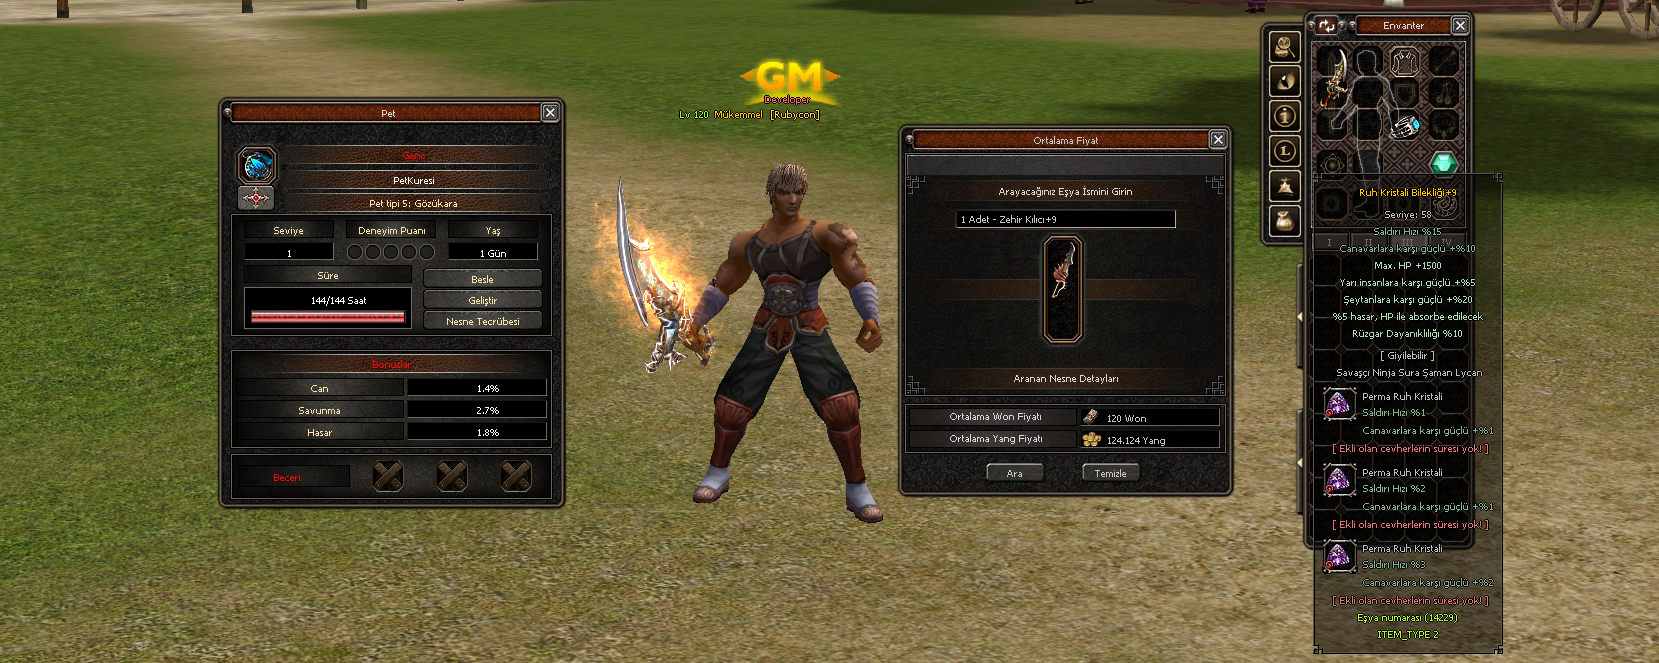 GM
Developer
Lv 120 Mükemmel [Rubycon]
Pet
Genç
PetKuresi
Pet tipi 5: Gözükara
Seviye
Deneyim Puanı
Yaş
1
1 Gün
Süre
144/144 Saat
Besle
Geliştir
Nesne Tecrübesi
Bonuslar
Can
1.4%
Savunma
2.7%
Hasar
1.8%
Beceri
Ortalama Fiyat
Arayacağınız Eşya İsmini Girin
1 Adet - Zehir Kılıcı+9
Aranan Nesne Detayları
Ortalama Won Fiyatı
120 Won
Ortalama Yang Fiyatı
124.124 Yang
Ara
Temizle
Envanter
I
II
III
IV
Ruh Kristali Bilekliği+9
Seviye: 58
Saldırı Hızı %15
Canavarlara karşı güçlü +%10
Max. HP +1500
Yarı insanlara karşı güçlü +%5
Şeytanlara karşı güçlü +%20
%5 hasar, HP ile absorbe edilecek
Rüzgar Dayanıklılığı %10
[ Giyilebilir ]
Savaşçı Ninja Sura Şaman Lycan
Perma Ruh Kristali
Saldırı Hızı %1
Canavarlara karşı güçlü +%1
[ Ekli olan cevherlerin süresi yok! ]
Perma Ruh Kristali
Saldırı Hızı %2
Canavarlara karşı güçlü +%1
[ Ekli olan cevherlerin süresi yok! ]
Perma Ruh Kristali
Saldırı Hızı %3
Canavarlara karşı güçlü +%2
[ Ekli olan cevherlerin süresi yok! ]
Eşya numarası (14229)
ITEM_TYPE 2